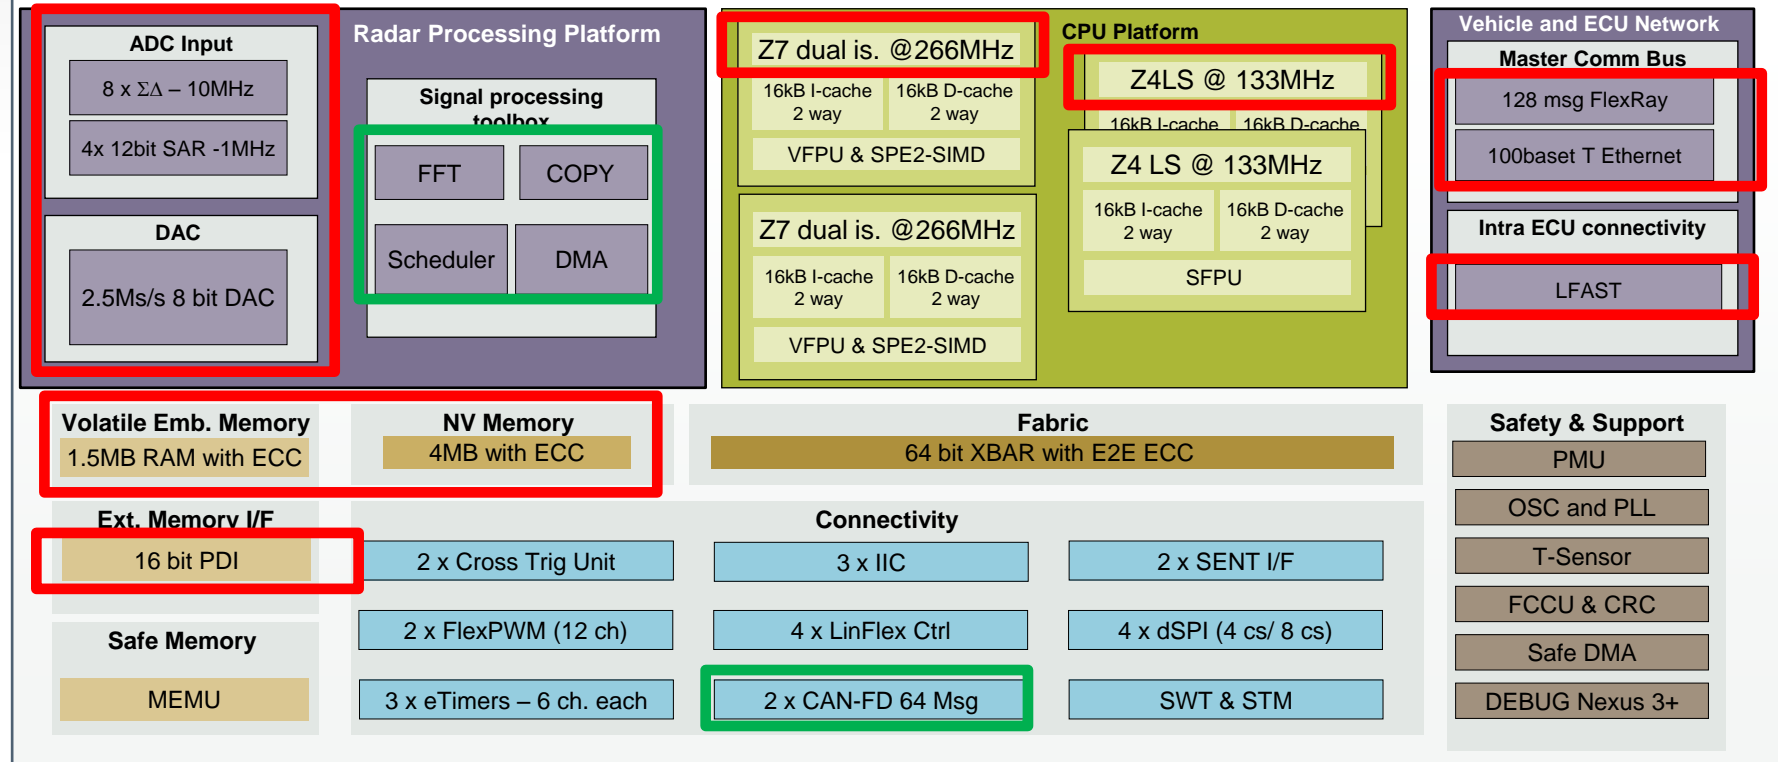 Radar Processing Platform
ADC Input
8 x ΣΔ – 10MHz
4x 12bit SAR -1MHz
DAC
2.5Ms/s 8 bit DAC
Signal processing
toolbox
FFT
COPY
Scheduler
DMA
CPU Platform
Z7 dual is. @266MHz
16kB I-cache
2 way
16kB D-cache
2 way
VFPU & SPE2-SIMD
Z7 dual is. @266MHz
16kB I-cache
2 way
16kB D-cache
2 way
VFPU & SPE2-SIMD
Z4LS @ 133MHz
16kB I-cache
16kB D-cache
Z4 LS @ 133MHz
16kB I-cache
2 way
16kB D-cache
2 way
SFPU
Vehicle and ECU Network
Master Comm Bus
128 msg FlexRay
100baset T Ethernet
Intra ECU connectivity
LFAST
Volatile Emb. Memory
1.5MB RAM with ECC
NV Memory
4MB with ECC
Fabric
64 bit XBAR with E2E ECC
Ext. Memory I/F
16 bit PDI
Safe Memory
MEMU
Connectivity
2 x Cross Trig Unit
3 x IIC
2 x SENT I/F
2 x FlexPWM (12 ch)
4 x LinFlex Ctrl
4 x dSPI (4 cs/ 8 cs)
3 x eTimers – 6 ch. each
2 x CAN-FD 64 Msg
SWT & STM
Safety & Support
PMU
OSC and PLL
T-Sensor
FCCU & CRC
Safe DMA
DEBUG Nexus 3+